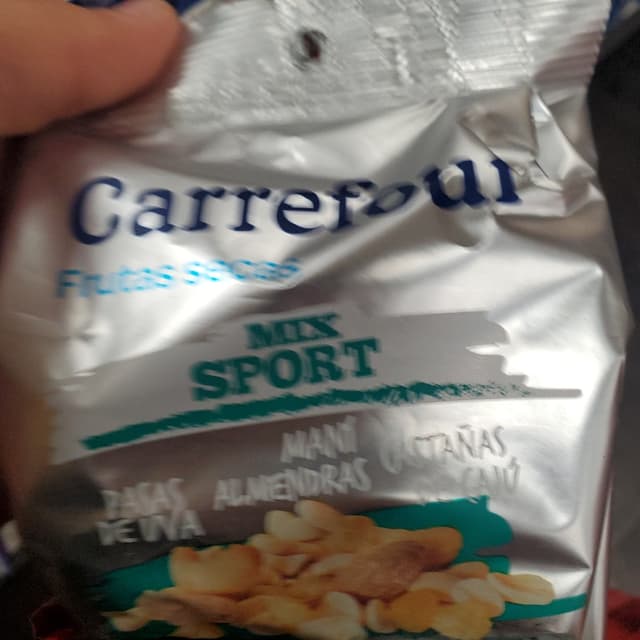 Carrefour
Frutas secas
MIX
SPORT
MANÍ CASTAÑAS
PASAS ALMENDRAS CAJÚ
DE UVA